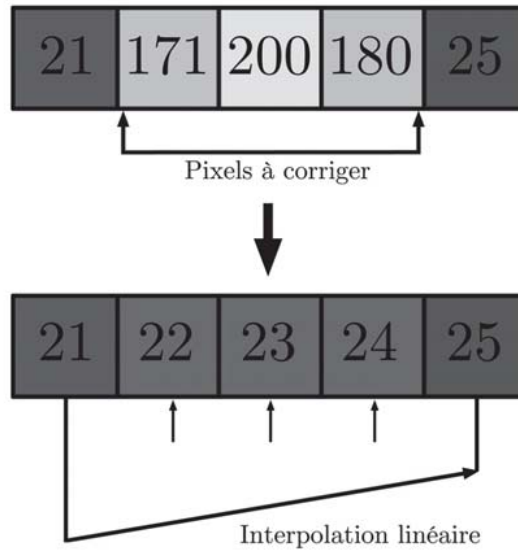 21 171 200 180 25
Pixels à corriger
21 22 23 24 25
Interpolation linéaire